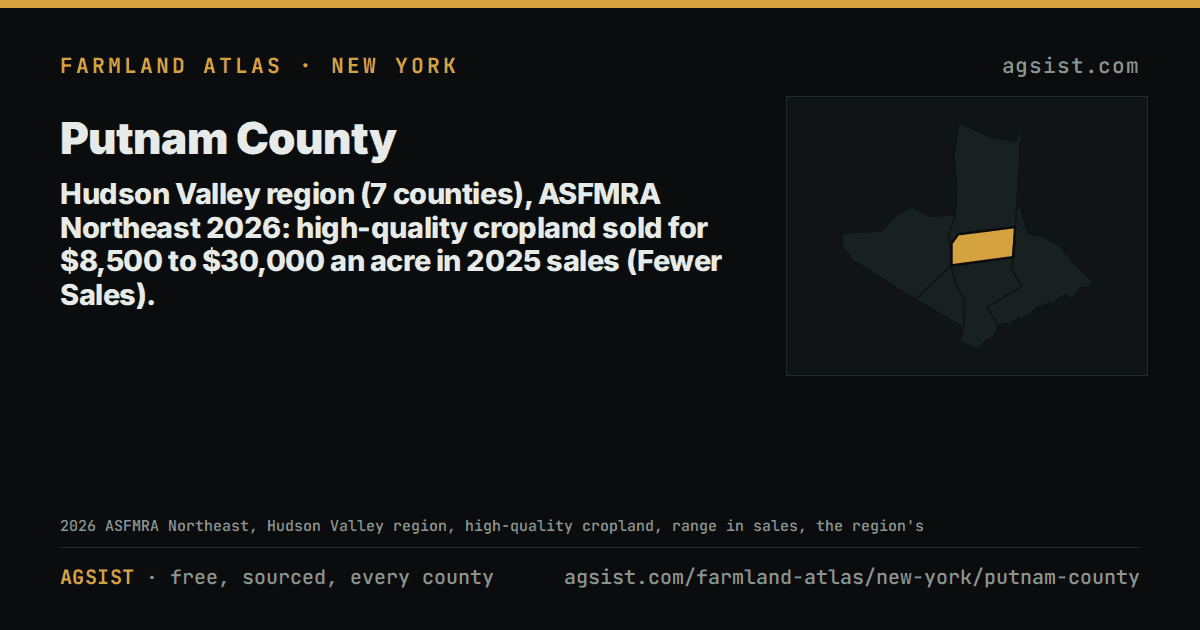 FARMLAND ATLAS · NEW YORK
agsist.com
Putnam County
Hudson Valley region (7 counties), ASFMRA
Northeast 2026: high-quality cropland sold for
$8,500 to $30,000 an acre in 2025 sales (Fewer
Sales).
2026 ASFMRA Northeast, Hudson Valley region, high-quality cropland, range in sales, the region's
AGSIST · free, sourced, every county
agsist.com/farmland-atlas/new-york/putnam-county